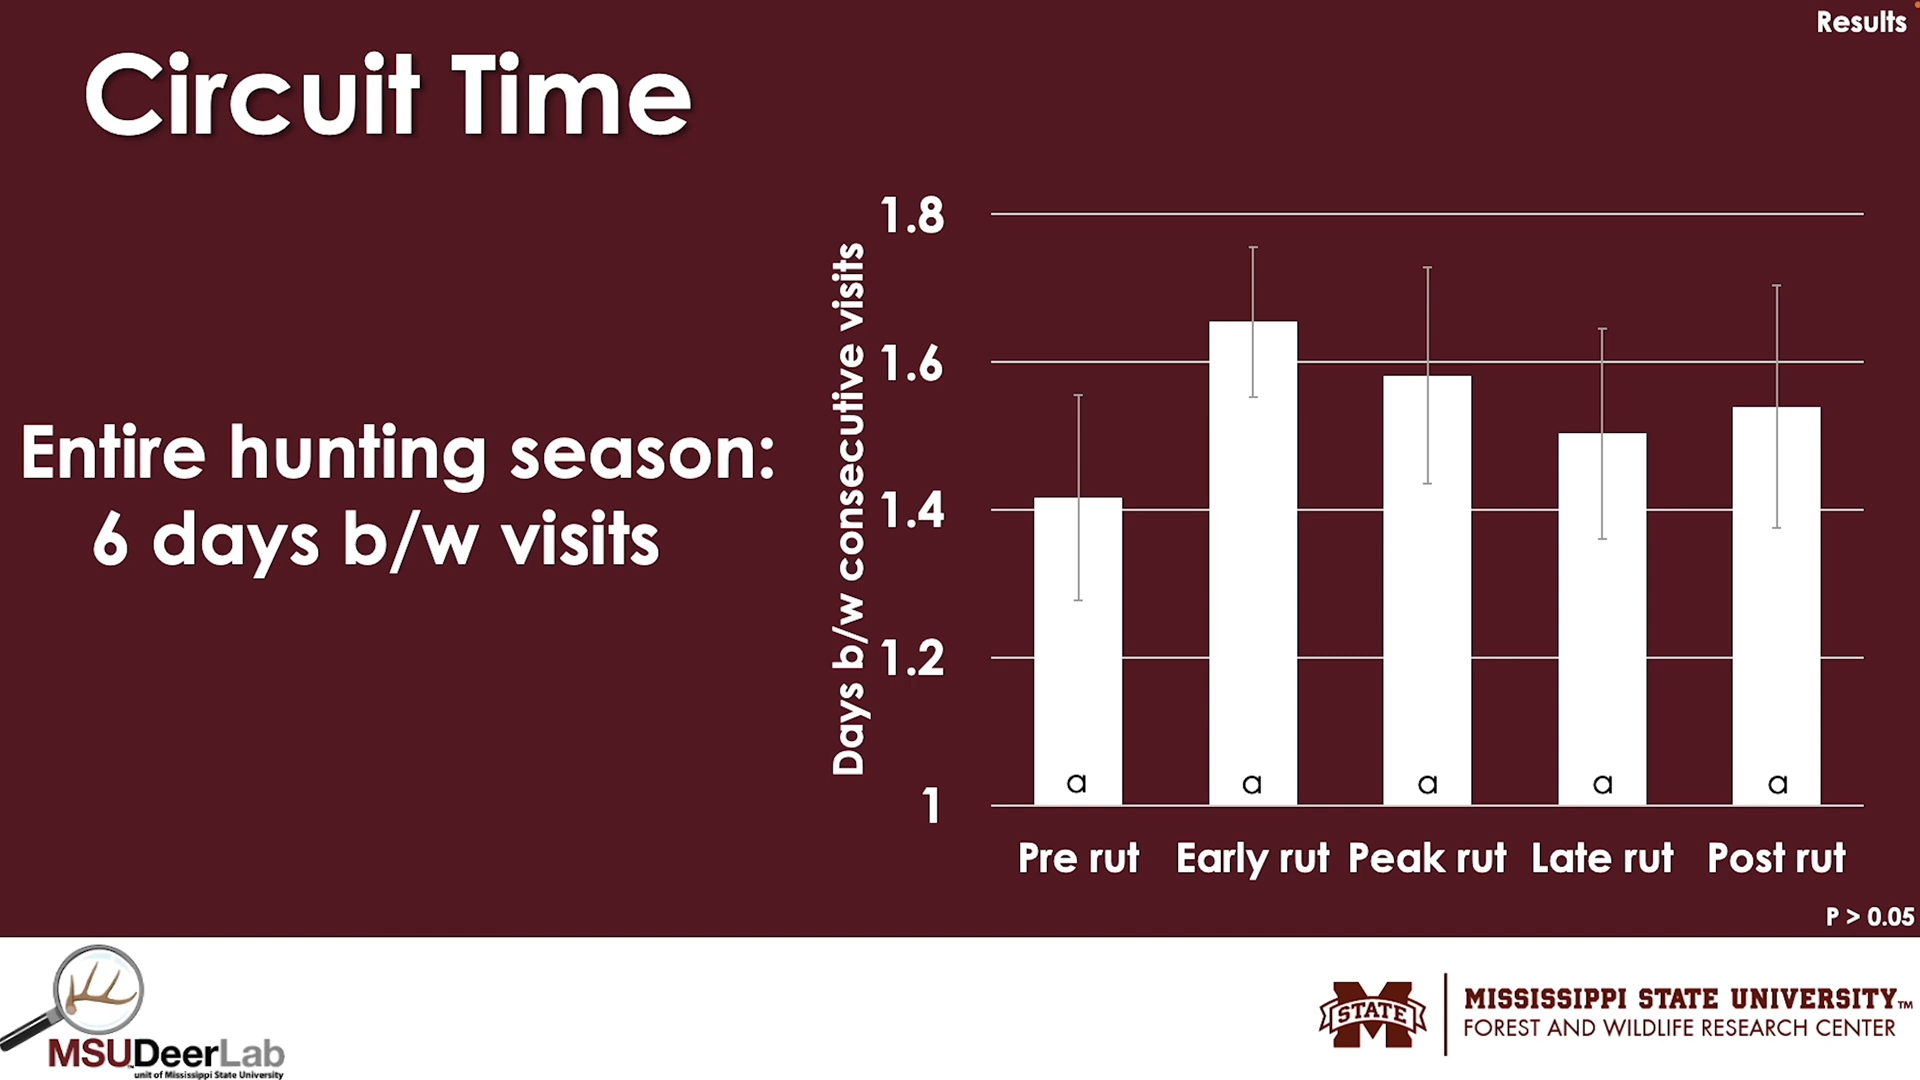 Results
Circuit Time
Entire hunting season:
6 days b/w visits
Days b/w consecutive visits
1.8
1.6
1.4
1.2
1
a a a a a
Pre rut Early rut Peak rut Late rut Post rut
P > 0.05
MSUDeerLab
unit of Mississippi State University
STATE
MISSISSIPPI STATE UNIVERSITY™
FOREST AND WILDLIFE RESEARCH CENTER